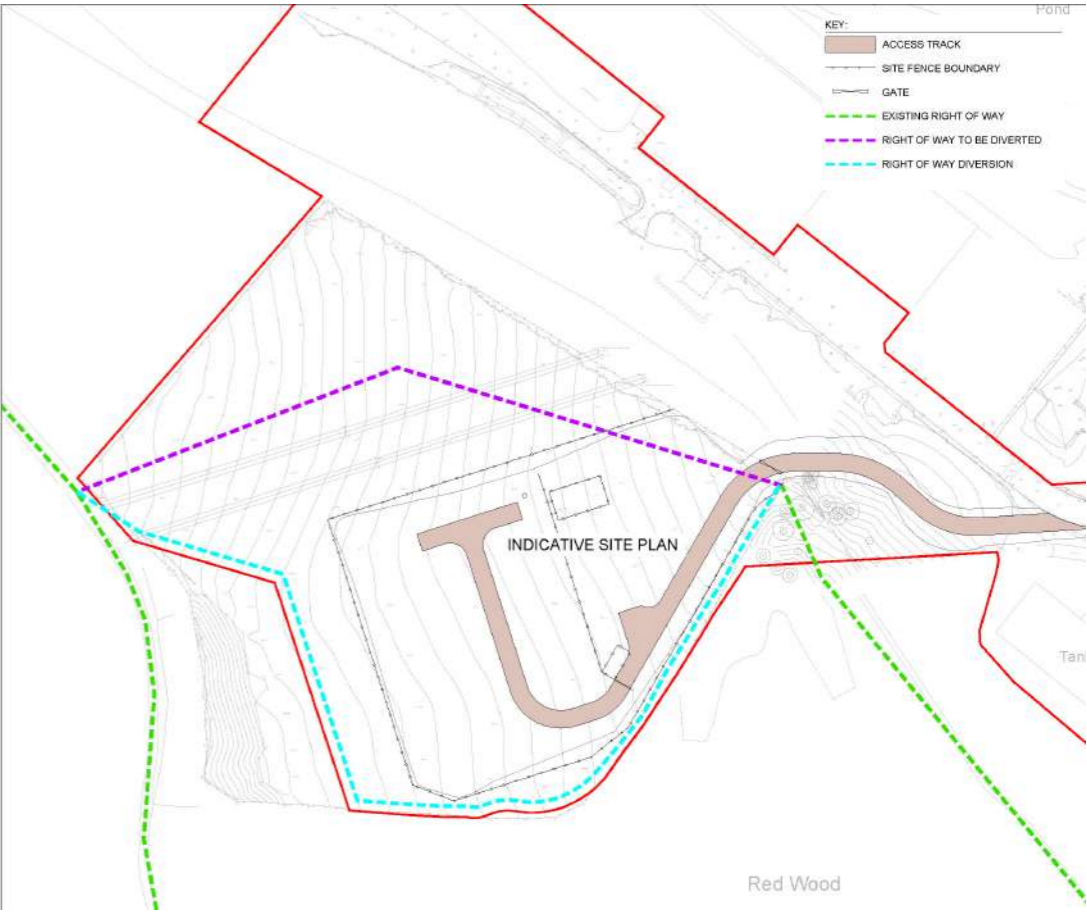 Pond
KEY:
ACCESS TRACK
SITE FENCE BOUNDARY
GATE
EXISTING RIGHT OF WAY
RIGHT OF WAY TO BE DIVERTED
RIGHT OF WAY DIVERSION
INDICATIVE SITE PLAN
Red Wood